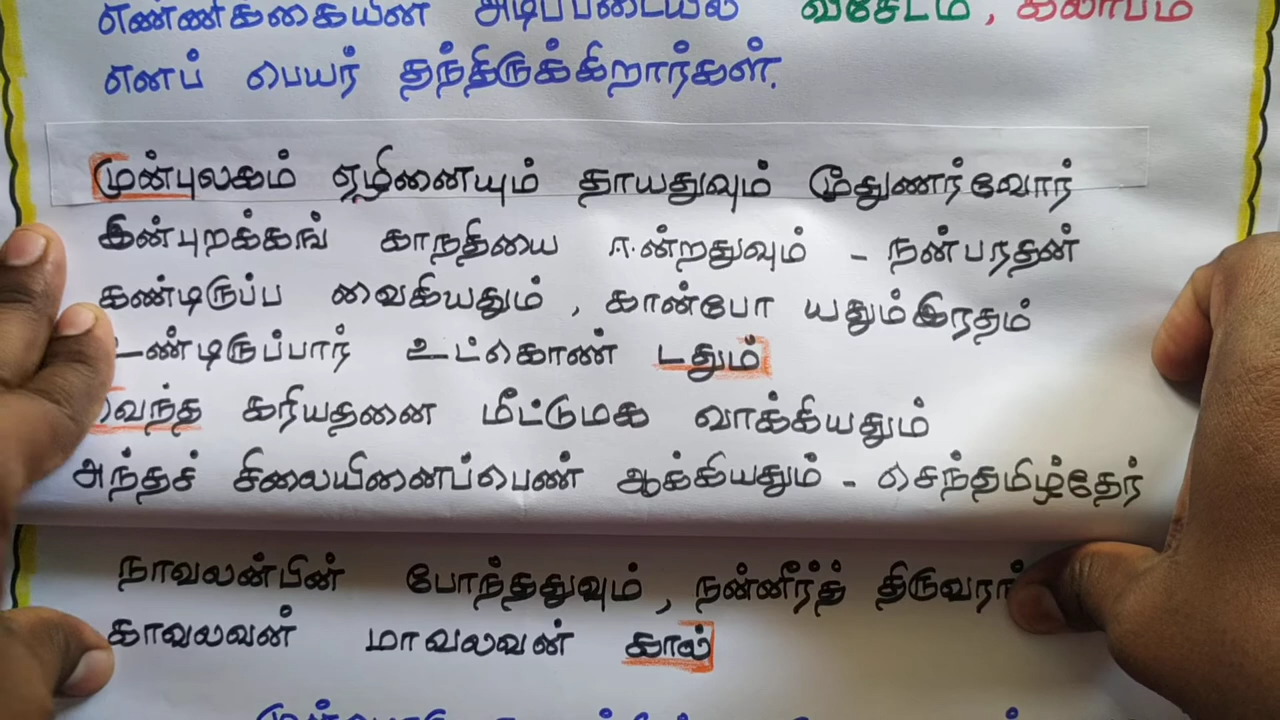 எண்ணிக்கையின் அடிப்படையில் விசேடம், கலாபம்
எனப் பெயர் தந்திருக்கிறார்கள்.
முன்புலகம் ஏழினையும் தாயதுவும் மூதுணர்வோர்
இன்புறக்கங் காநதியை ஈன்றதுவும் - நன்பரதன்
கண்டிருப்ப வைகியதும், கான்போ யதும்இரதம்
உண்டிருப்பார் உட்கொண் டதும்
வெந்த கரியதனை மீட்டுமக வாக்கியதும்
அந்தச் சிலையினைப்பெண் ஆக்கியதும் - செந்தமிழ்தேர்
நாவலன்பின் போந்ததுவும், நன்னீர்த்
காவலவன் மாவலவன் கால்